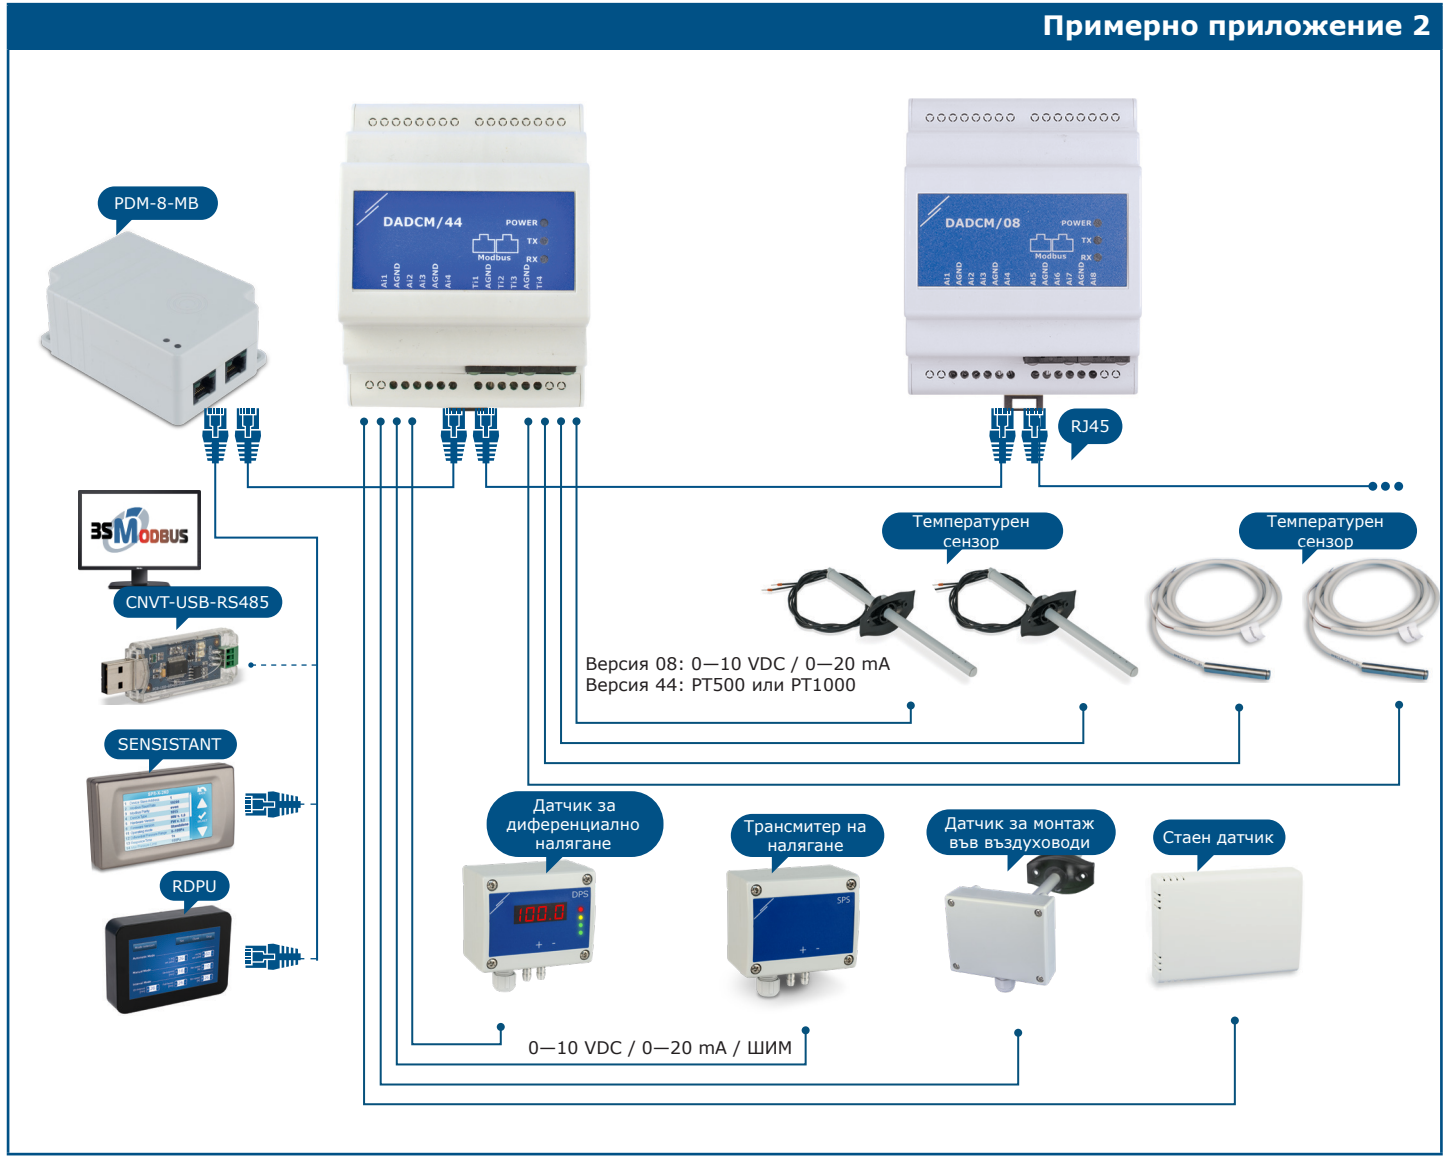 Примерно приложение 2
PDM-8-MB
DADCM/44
POWER
TX
RX
Modbus
Ai1
AGND
Ai2
Ai3
AGND
Ai4
Ti1
AGND
Ti2
Ti3
AGND
Ti4
DADCM/08
POWER
TX
RX
Modbus
Ai1
AGND
Ai2
Ai3
AGND
Ai4
Ai5
AGND
Ai6
Ai7
AGND
Ai8
RJ45
3SMODBUS
CNVT-USB-RS485
Температурен
сензор
Температурен
сензор
Версия 08: 0—10 VDC / 0—20 mA
Версия 44: PT500 или PT1000
SENSISTANT
RDPU
Датчик за
диференциално
налягане
DPS
100.0
+ -
Трансмитер на
налягане
SPS
+ -
Датчик за монтаж
във въздуховоди
Стаен датчик
0—10 VDC / 0—20 mA / ШИМ